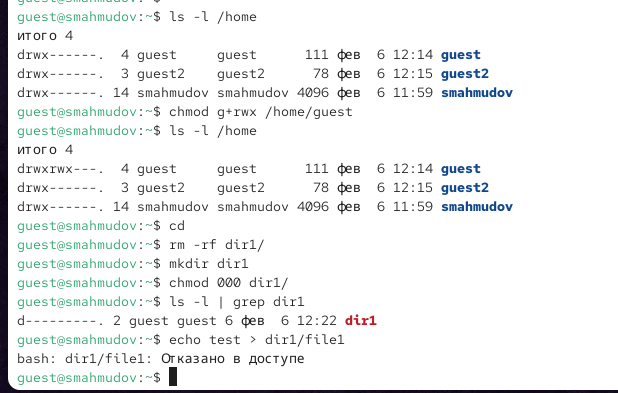 guest@smahmudov:~$ ls -l /home
итого 4
drwx------.  4 guest     guest      111 фев  6 12:14 guest
drwx------.  3 guest2    guest2      78 фев  6 12:15 guest2
drwx------. 14 smahmudov smahmudov 4096 фев  6 11:59 smahmudov
guest@smahmudov:~$ chmod g+rwx /home/guest
guest@smahmudov:~$ ls -l /home
итого 4
drwxrwx---.  4 guest     guest      111 фев  6 12:14 guest
drwx------.  3 guest2    guest2      78 фев  6 12:15 guest2
drwx------. 14 smahmudov smahmudov 4096 фев  6 11:59 smahmudov
guest@smahmudov:~$ cd
guest@smahmudov:~$ rm -rf dir1/
guest@smahmudov:~$ mkdir dir1
guest@smahmudov:~$ chmod 000 dir1/
guest@smahmudov:~$ ls -l | grep dir1
d---------. 2 guest guest 6 фев  6 12:22 dir1
guest@smahmudov:~$ echo test > dir1/file1
bash: dir1/file1: Отказано в доступе
guest@smahmudov:~$